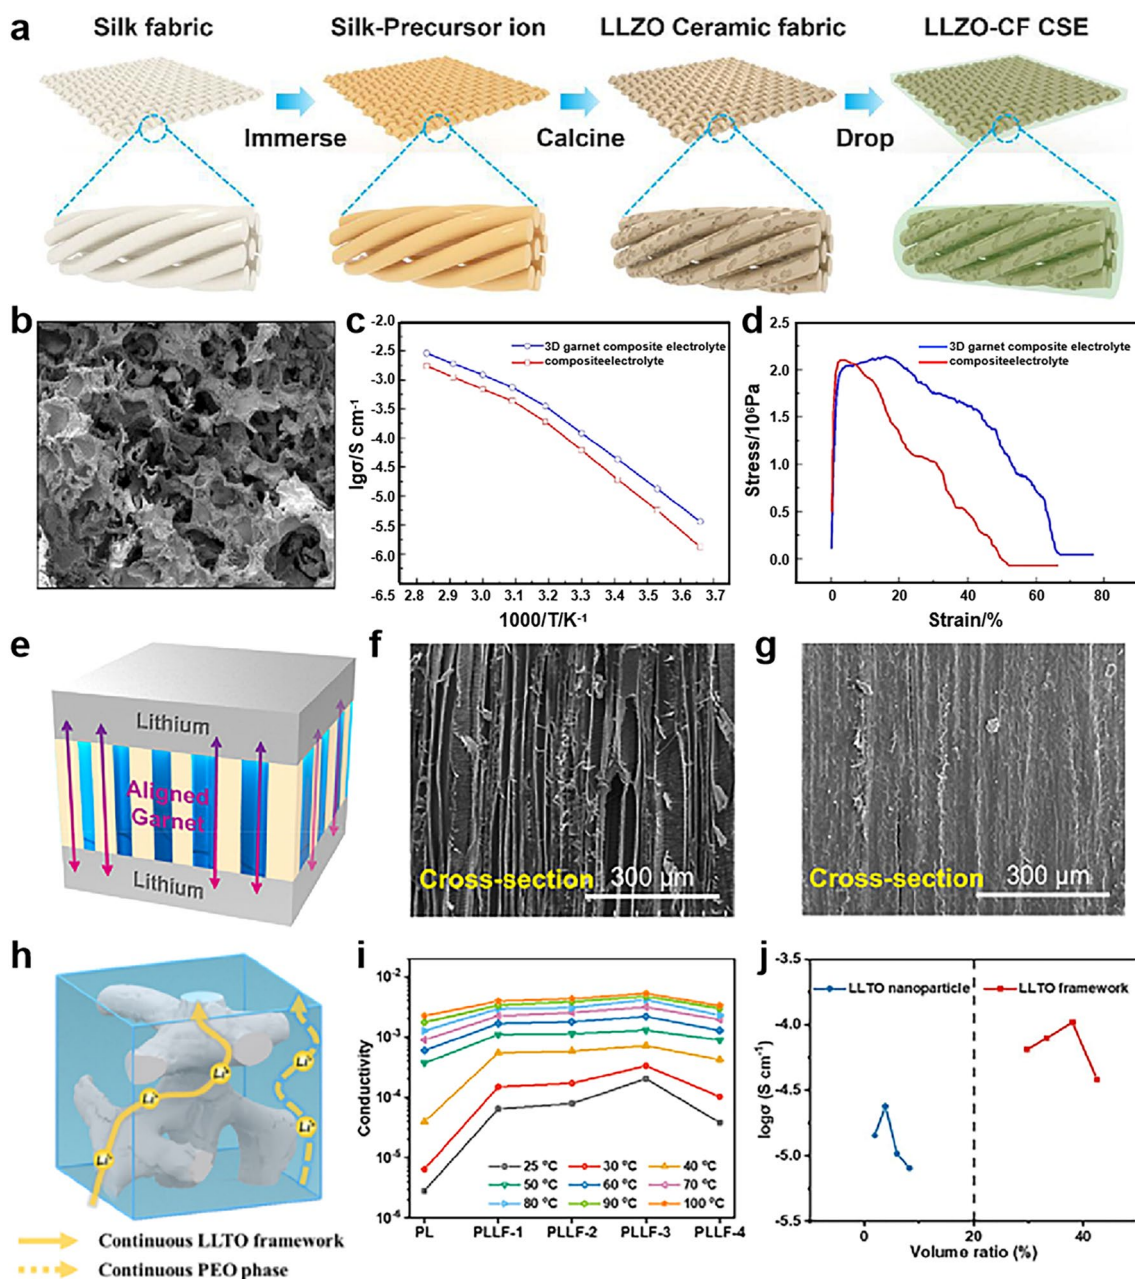 a
Silk fabric
Silk-Precursor ion
LLZO Ceramic fabric
LLZO-CF CSE
Immerse
Calcine
Drop
b
c
-2.0
-2.5
-3.0
-3.5
-4.0
-4.5
-5.0
-5.5
-6.0
-6.5
lgσ/S cm⁻¹
3D garnet composite electrolyte
compositeelectrolyte
2.8 2.9 3.0 3.1 3.2 3.3 3.4 3.5 3.6 3.7
1000/T/K⁻¹
d
2.5
2.0
1.5
1.0
0.5
0.0
Stress/10⁶Pa
3D garnet composite electrolyte
compositeelectrolyte
0 20 40 60 80
Strain/%
e
Lithium
Aligned
Garnet
Lithium
f
Cross-section
300 µm
g
Cross-section
300 µm
h
Li⁺
Li⁺
Li⁺
Li⁺
Li⁺
Continuous LLTO framework
Continuous PEO phase
i
10⁻²
10⁻³
10⁻⁴
10⁻⁵
10⁻⁶
Conductivity
25 °C 30 °C 40 °C
50 °C 60 °C 70 °C
80 °C 90 °C 100 °C
PL PLLF-1 PLLF-2 PLLF-3 PLLF-4
j
-3.5
-4.0
-4.5
-5.0
-5.5
logσ (S cm⁻¹)
LLTO nanoparticle
LLTO framework
0 20 40
Volume ratio (%)